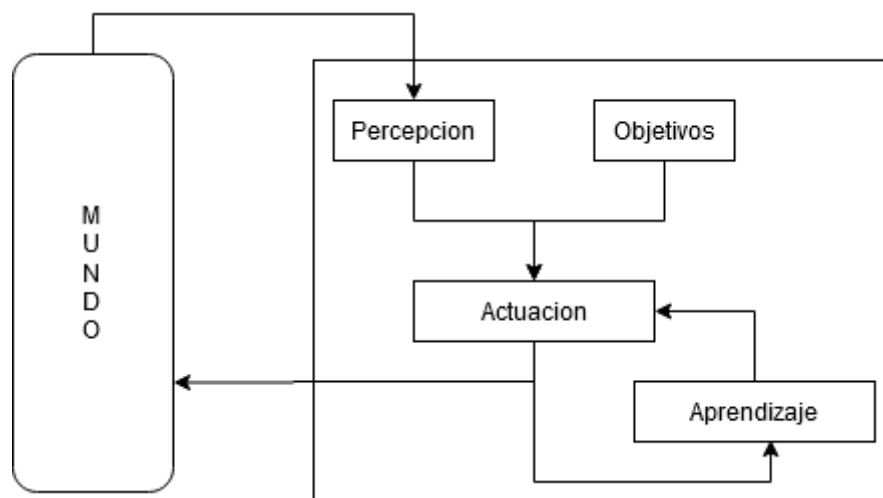 Percepcion
Objetivos
M
U
N
D
O
Actuacion
Aprendizaje